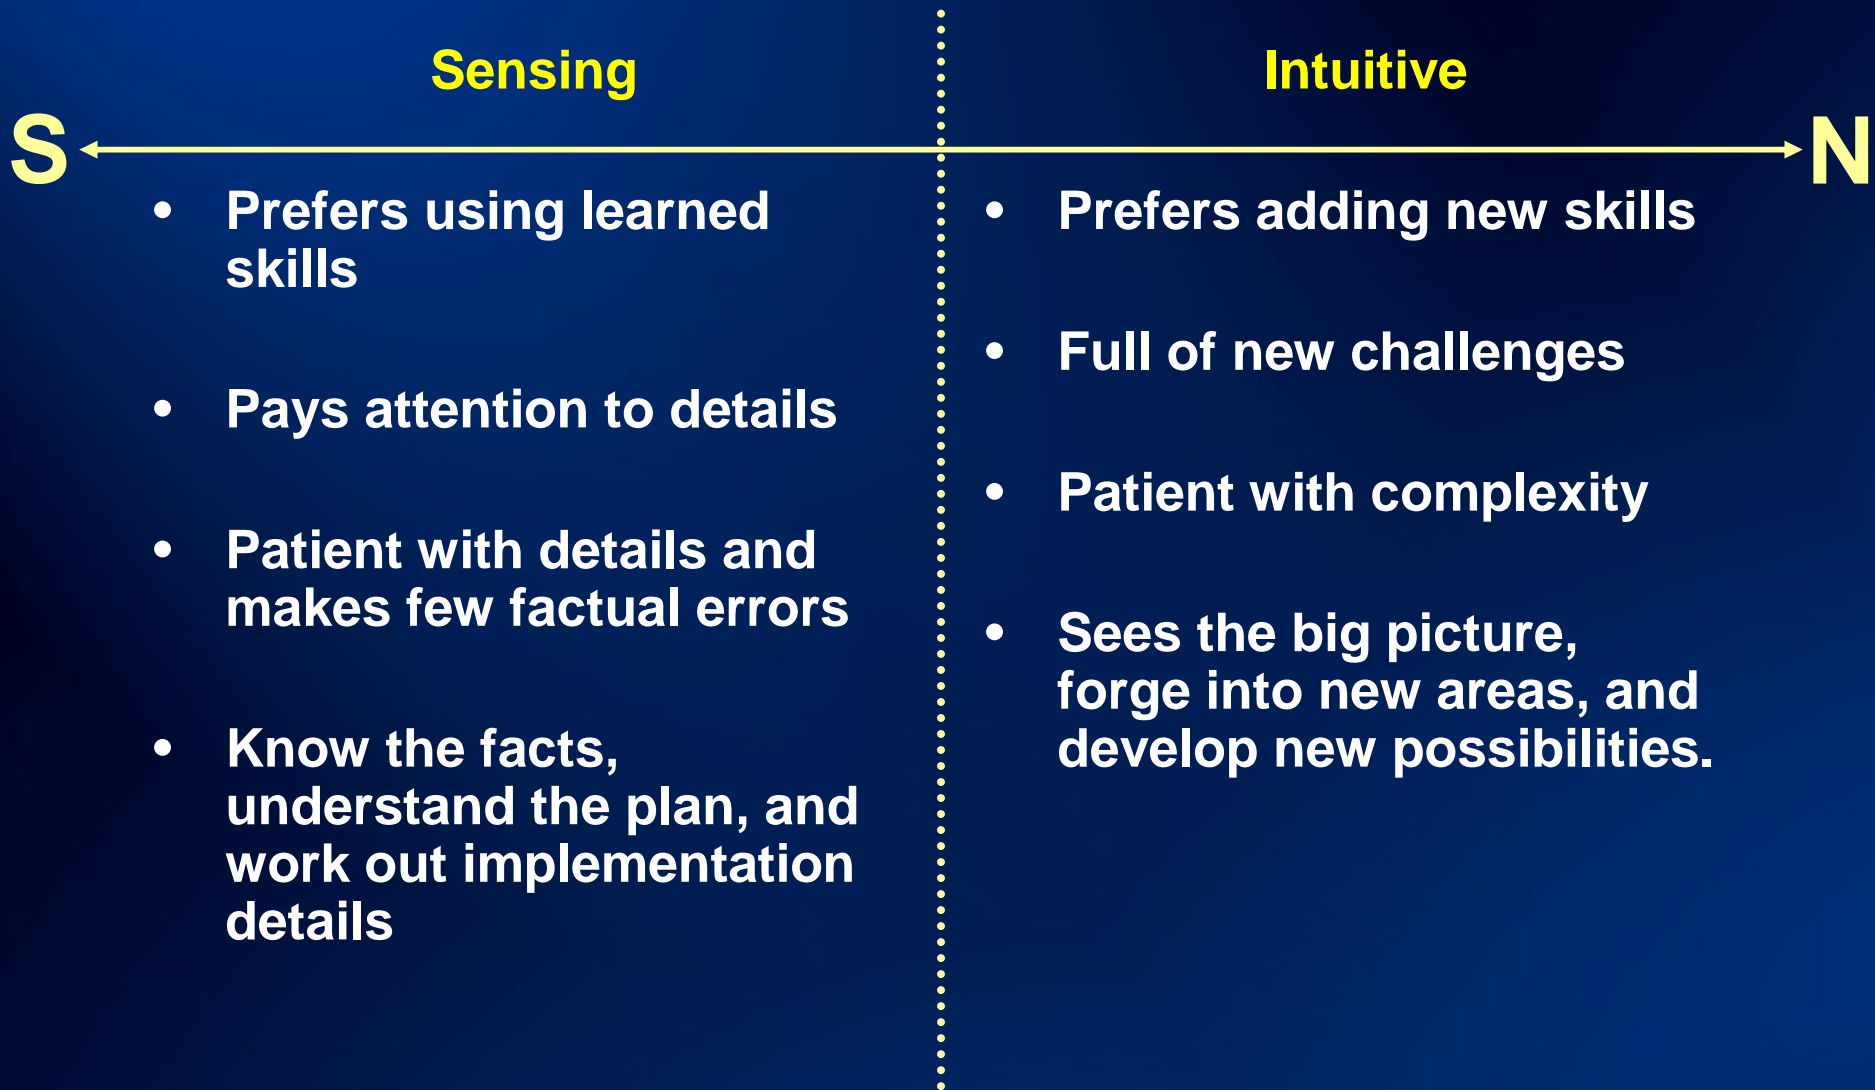 Sensing
Intuitive
S
N
• Prefers using learned
skills
• Pays attention to details
• Patient with details and
makes few factual errors
• Know the facts,
understand the plan, and
work out implementation
details
• Prefers adding new skills
• Full of new challenges
• Patient with complexity
• Sees the big picture,
forge into new areas, and
develop new possibilities.